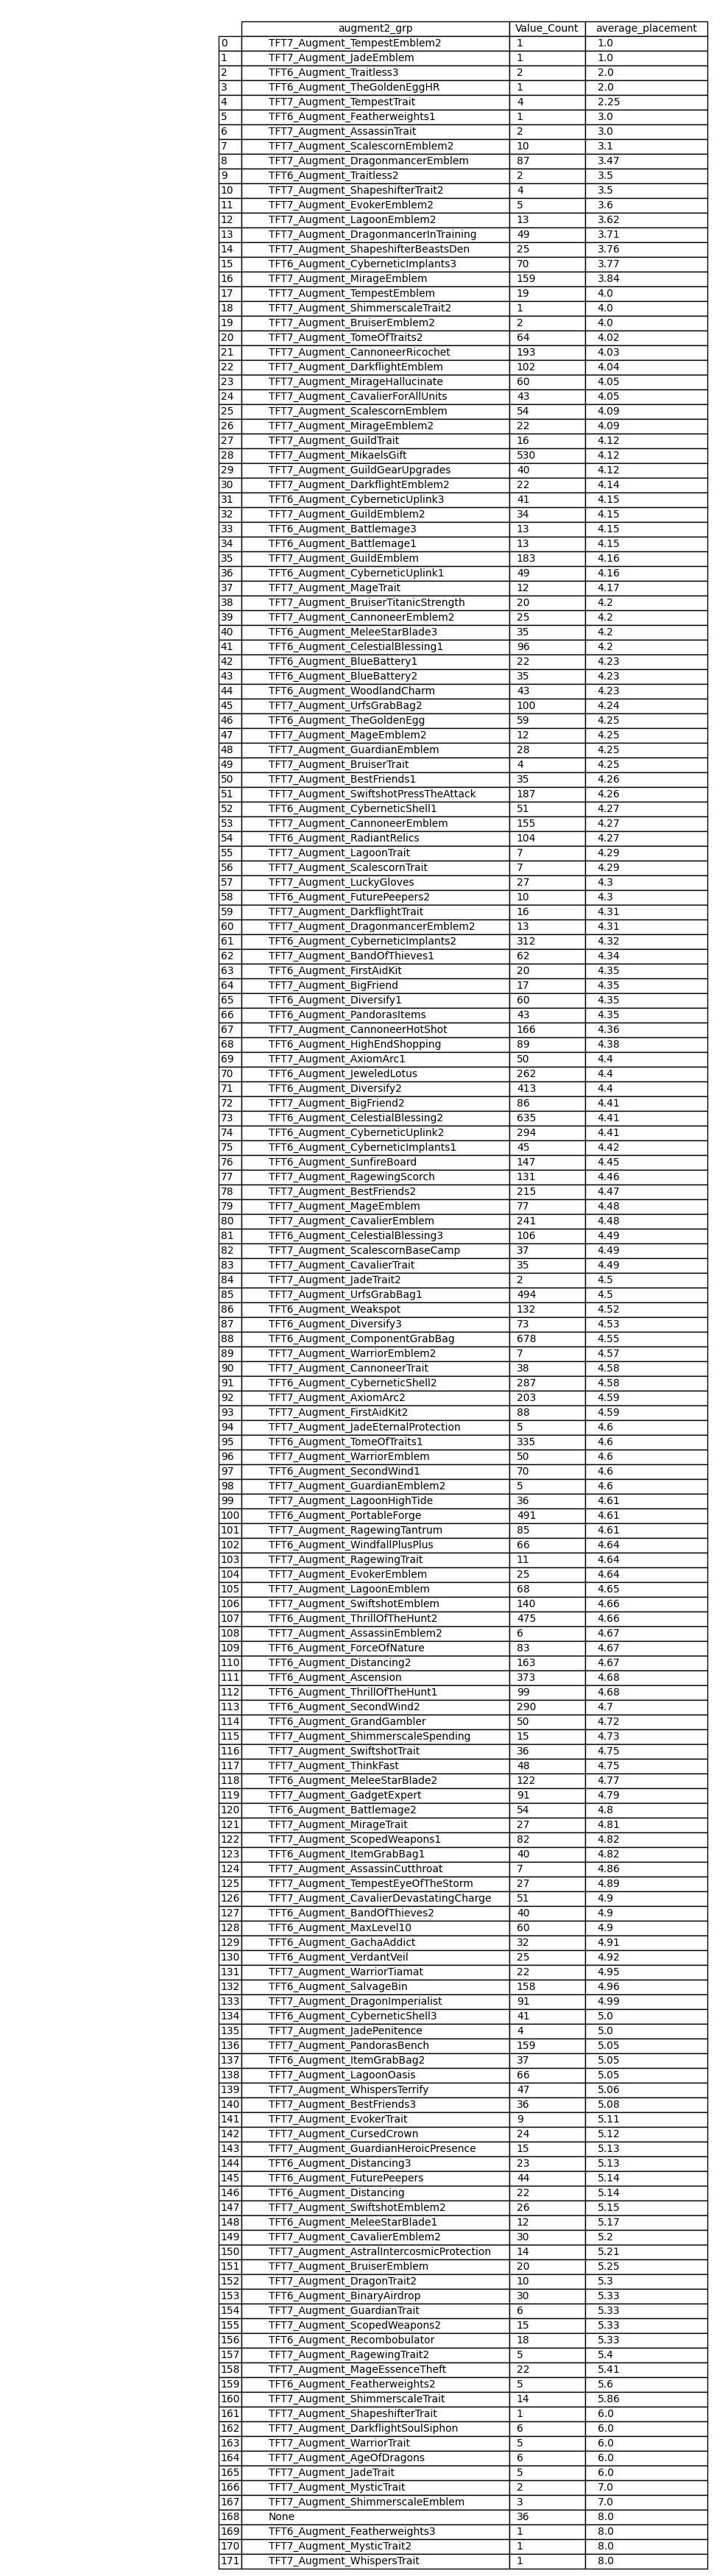 augment2_grp Value_Count average_placement
0 TFT7_Augment_TempestEmblem2 1 1.0
1 TFT7_Augment_JadeEmblem 1 1.0
2 TFT6_Augment_Traitless3 2 2.0
3 TFT6_Augment_TheGoldenEggHR 1 2.0
4 TFT7_Augment_TempestTrait 4 2.25
5 TFT6_Augment_Featherweights1 1 3.0
6 TFT7_Augment_AssassinTrait 2 3.0
7 TFT7_Augment_ScalescornEmblem2 10 3.1
8 TFT7_Augment_DragonmancerEmblem 87 3.47
9 TFT6_Augment_Traitless2 2 3.5
10 TFT7_Augment_ShapeshifterTrait2 4 3.5
11 TFT7_Augment_EvokerEmblem2 5 3.6
12 TFT7_Augment_LagoonEmblem2 13 3.62
13 TFT7_Augment_DragonmancerInTraining 49 3.71
14 TFT7_Augment_ShapeshifterBeastsDen 25 3.76
15 TFT6_Augment_CyberneticImplants3 70 3.77
16 TFT7_Augment_MirageEmblem 159 3.84
17 TFT7_Augment_TempestEmblem 19 4.0
18 TFT7_Augment_ShimmerscaleTrait2 1 4.0
19 TFT7_Augment_BruiserEmblem2 2 4.0
20 TFT6_Augment_TomeOfTraits2 64 4.02
21 TFT7_Augment_CannoneerRicochet 193 4.03
22 TFT7_Augment_DarkflightEmblem 102 4.04
23 TFT7_Augment_MirageHallucinate 60 4.05
24 TFT7_Augment_CavalierForAllUnits 43 4.05
25 TFT7_Augment_ScalescornEmblem 54 4.09
26 TFT7_Augment_MirageEmblem2 22 4.09
27 TFT7_Augment_GuildTrait 16 4.12
28 TFT7_Augment_MikaelsGift 530 4.12
29 TFT7_Augment_GuildGearUpgrades 40 4.12
30 TFT7_Augment_DarkflightEmblem2 22 4.14
31 TFT6_Augment_CyberneticUplink3 41 4.15
32 TFT7_Augment_GuildEmblem2 34 4.15
33 TFT6_Augment_Battlemage3 13 4.15
34 TFT6_Augment_Battlemage1 13 4.15
35 TFT7_Augment_GuildEmblem 183 4.16
36 TFT6_Augment_CyberneticUplink1 49 4.16
37 TFT7_Augment_MageTrait 12 4.17
38 TFT7_Augment_BruiserTitanicStrength 20 4.2
39 TFT7_Augment_CannoneerEmblem2 25 4.2
40 TFT6_Augment_MeleeStarBlade3 35 4.2
41 TFT6_Augment_CelestialBlessing1 96 4.2
42 TFT6_Augment_BlueBattery1 22 4.23
43 TFT6_Augment_BlueBattery2 35 4.23
44 TFT6_Augment_WoodlandCharm 43 4.23
45 TFT7_Augment_UrfsGrabBag2 100 4.24
46 TFT6_Augment_TheGoldenEgg 59 4.25
47 TFT7_Augment_MageEmblem2 12 4.25
48 TFT7_Augment_GuardianEmblem 28 4.25
49 TFT7_Augment_BruiserTrait 4 4.25
50 TFT7_Augment_BestFriends1 35 4.26
51 TFT7_Augment_SwiftshotPressTheAttack 187 4.26
52 TFT6_Augment_CyberneticShell1 51 4.27
53 TFT7_Augment_CannoneerEmblem 155 4.27
54 TFT6_Augment_RadiantRelics 104 4.27
55 TFT7_Augment_LagoonTrait 7 4.29
56 TFT7_Augment_ScalescornTrait 7 4.29
57 TFT7_Augment_LuckyGloves 27 4.3
58 TFT6_Augment_FuturePeepers2 10 4.3
59 TFT7_Augment_DarkflightTrait 16 4.31
60 TFT7_Augment_DragonmancerEmblem2 13 4.31
61 TFT6_Augment_CyberneticImplants2 312 4.32
62 TFT7_Augment_BandOfThieves1 62 4.34
63 TFT6_Augment_FirstAidKit 20 4.35
64 TFT7_Augment_BigFriend 17 4.35
65 TFT6_Augment_Diversify1 60 4.35
66 TFT6_Augment_PandorasItems 43 4.35
67 TFT7_Augment_CannoneerHotShot 166 4.36
68 TFT6_Augment_HighEndShopping 89 4.38
69 TFT7_Augment_AxiomArc1 50 4.4
70 TFT6_Augment_JeweledLotus 262 4.4
71 TFT6_Augment_Diversify2 413 4.4
72 TFT7_Augment_BigFriend2 86 4.41
73 TFT6_Augment_CelestialBlessing2 635 4.41
74 TFT6_Augment_CyberneticUplink2 294 4.41
75 TFT6_Augment_CyberneticImplants1 45 4.42
76 TFT6_Augment_SunfireBoard 147 4.45
77 TFT7_Augment_RagewingScorch 131 4.46
78 TFT7_Augment_BestFriends2 215 4.47
79 TFT7_Augment_MageEmblem 77 4.48
80 TFT7_Augment_CavalierEmblem 241 4.48
81 TFT6_Augment_CelestialBlessing3 106 4.49
82 TFT7_Augment_ScalescornBaseCamp 37 4.49
83 TFT7_Augment_CavalierTrait 35 4.49
84 TFT7_Augment_JadeTrait2 2 4.5
85 TFT7_Augment_UrfsGrabBag1 494 4.5
86 TFT6_Augment_Weakspot 132 4.52
87 TFT6_Augment_Diversify3 73 4.53
88 TFT6_Augment_ComponentGrabBag 678 4.55
89 TFT7_Augment_WarriorEmblem2 7 4.57
90 TFT7_Augment_CannoneerTrait 38 4.58
91 TFT6_Augment_CyberneticShell2 287 4.58
92 TFT7_Augment_AxiomArc2 203 4.59
93 TFT7_Augment_FirstAidKit2 88 4.59
94 TFT7_Augment_JadeEternalProtection 5 4.6
95 TFT6_Augment_TomeOfTraits1 335 4.6
96 TFT7_Augment_WarriorEmblem 50 4.6
97 TFT6_Augment_SecondWind1 70 4.6
98 TFT7_Augment_GuardianEmblem2 5 4.6
99 TFT7_Augment_LagoonHighTide 36 4.61
100 TFT6_Augment_PortableForge 491 4.61
101 TFT7_Augment_RagewingTantrum 85 4.61
102 TFT6_Augment_WindfallPlusPlus 66 4.64
103 TFT7_Augment_RagewingTrait 11 4.64
104 TFT7_Augment_EvokerEmblem 25 4.64
105 TFT7_Augment_LagoonEmblem 68 4.65
106 TFT7_Augment_SwiftshotEmblem 140 4.66
107 TFT6_Augment_ThrillOfTheHunt2 475 4.66
108 TFT7_Augment_AssassinEmblem2 6 4.67
109 TFT6_Augment_ForceOfNature 83 4.67
110 TFT6_Augment_Distancing2 163 4.67
111 TFT6_Augment_Ascension 373 4.68
112 TFT6_Augment_ThrillOfTheHunt1 99 4.68
113 TFT6_Augment_SecondWind2 290 4.7
114 TFT6_Augment_GrandGambler 50 4.72
115 TFT7_Augment_ShimmerscaleSpending 15 4.73
116 TFT7_Augment_SwiftshotTrait 36 4.75
117 TFT7_Augment_ThinkFast 48 4.75
118 TFT6_Augment_MeleeStarBlade2 122 4.77
119 TFT7_Augment_GadgetExpert 91 4.79
120 TFT6_Augment_Battlemage2 54 4.8
121 TFT7_Augment_MirageTrait 27 4.81
122 TFT7_Augment_ScopedWeapons1 82 4.82
123 TFT6_Augment_ItemGrabBag1 40 4.82
124 TFT7_Augment_AssassinCutthroat 7 4.86
125 TFT7_Augment_TempestEyeOfTheStorm 27 4.89
126 TFT7_Augment_CavalierDevastatingCharge 51 4.9
127 TFT6_Augment_BandOfThieves2 40 4.9
128 TFT6_Augment_MaxLevel10 60 4.9
129 TFT6_Augment_GachaAddict 32 4.91
130 TFT6_Augment_VerdantVeil 25 4.92
131 TFT7_Augment_WarriorTiamat 22 4.95
132 TFT6_Augment_SalvageBin 158 4.96
133 TFT7_Augment_DragonImperialist 91 4.99
134 TFT6_Augment_CyberneticShell3 41 5.0
135 TFT7_Augment_JadePenitence 4 5.0
136 TFT7_Augment_PandorasBench 159 5.05
137 TFT6_Augment_ItemGrabBag2 37 5.05
138 TFT7_Augment_LagoonOasis 66 5.05
139 TFT7_Augment_WhispersTerrify 47 5.06
140 TFT7_Augment_BestFriends3 36 5.08
141 TFT7_Augment_EvokerTrait 9 5.11
142 TFT7_Augment_CursedCrown 24 5.12
143 TFT7_Augment_GuardianHeroicPresence 15 5.13
144 TFT6_Augment_Distancing3 23 5.13
145 TFT6_Augment_FuturePeepers 44 5.14
146 TFT6_Augment_Distancing 22 5.14
147 TFT7_Augment_SwiftshotEmblem2 26 5.15
148 TFT6_Augment_MeleeStarBlade1 12 5.17
149 TFT7_Augment_CavalierEmblem2 30 5.2
150 TFT7_Augment_AstralIntercosmicProtection 14 5.21
151 TFT7_Augment_BruiserEmblem 20 5.25
152 TFT7_Augment_DragonTrait2 10 5.3
153 TFT6_Augment_BinaryAirdrop 30 5.33
154 TFT7_Augment_GuardianTrait 6 5.33
155 TFT7_Augment_ScopedWeapons2 15 5.33
156 TFT6_Augment_Recombobulator 18 5.33
157 TFT7_Augment_RagewingTrait2 5 5.4
158 TFT7_Augment_MageEssenceTheft 22 5.41
159 TFT6_Augment_Featherweights2 5 5.6
160 TFT7_Augment_ShimmerscaleTrait 14 5.86
161 TFT7_Augment_ShapeshifterTrait 1 6.0
162 TFT7_Augment_DarkflightSoulSiphon 6 6.0
163 TFT7_Augment_WarriorTrait 5 6.0
164 TFT7_Augment_AgeOfDragons 6 6.0
165 TFT7_Augment_JadeTrait 5 6.0
166 TFT7_Augment_MysticTrait 2 7.0
167 TFT7_Augment_ShimmerscaleEmblem 3 7.0
168 None 36 8.0
169 TFT6_Augment_Featherweights3 1 8.0
170 TFT7_Augment_MysticTrait2 1 8.0
171 TFT7_Augment_WhispersTrait 1 8.0